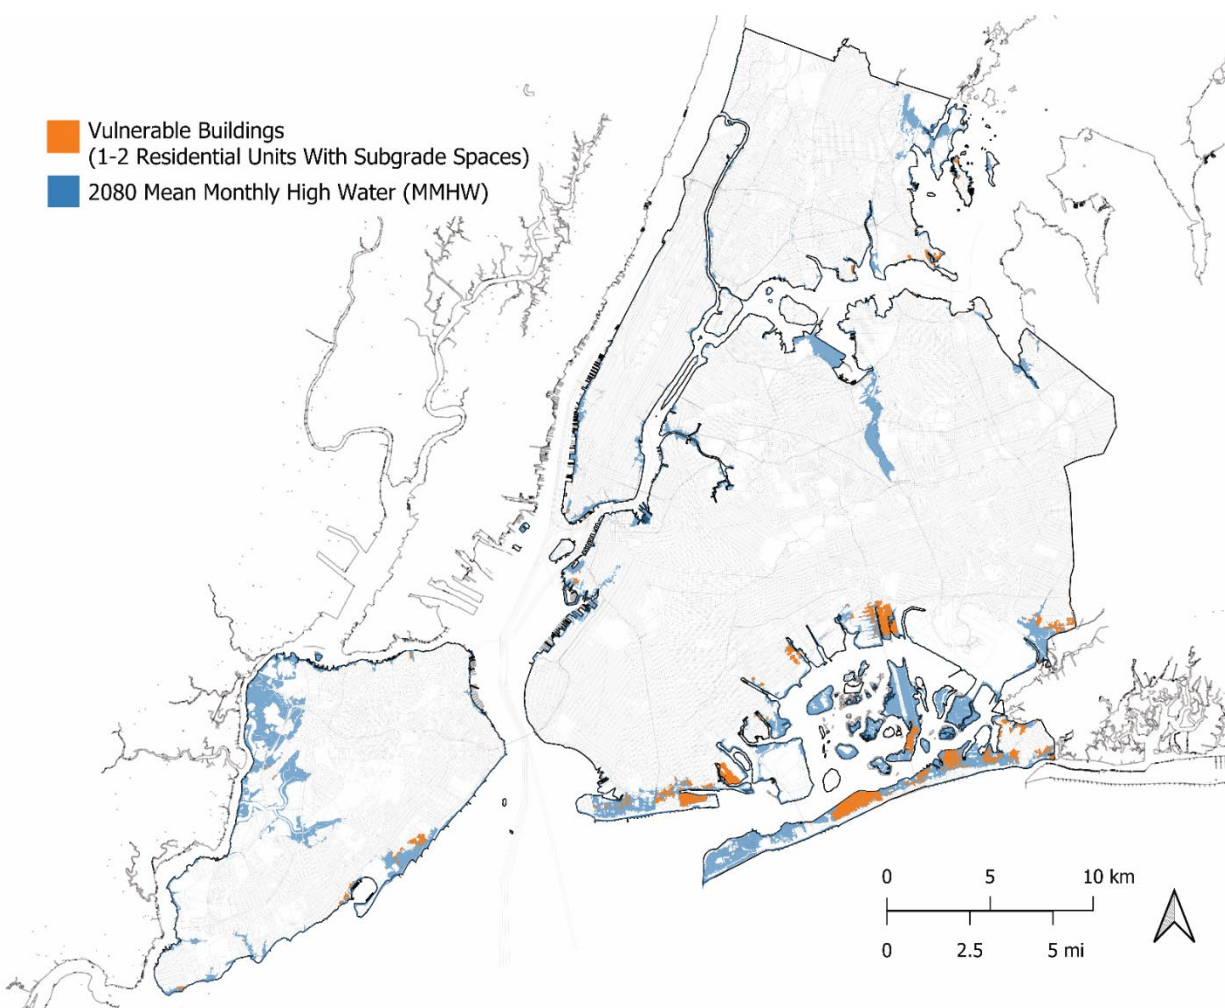 Vulnerable Buildings
(1-2 Residential Units With Subgrade Spaces)
2080 Mean Monthly High Water (MMHW)
0 5 10 km
0 2.5 5 mi